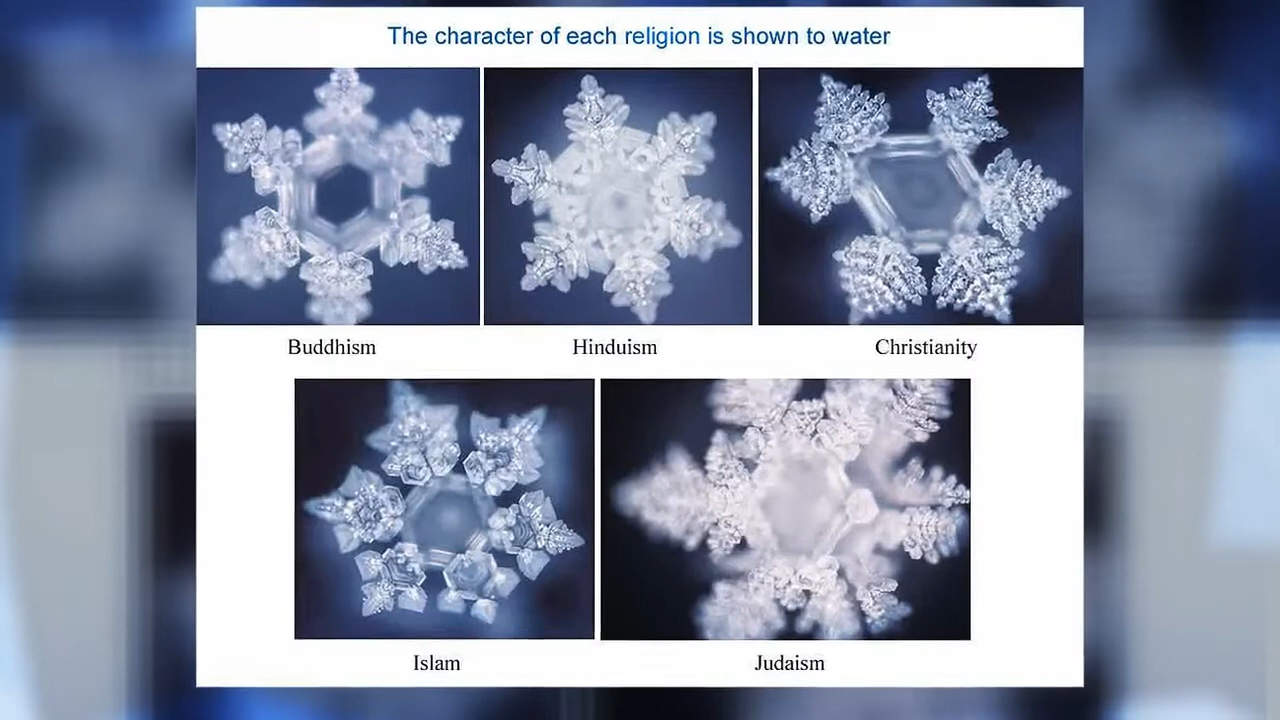 The character of each religion is shown to water
Buddhism
Hinduism
Christianity
Islam
Judaism